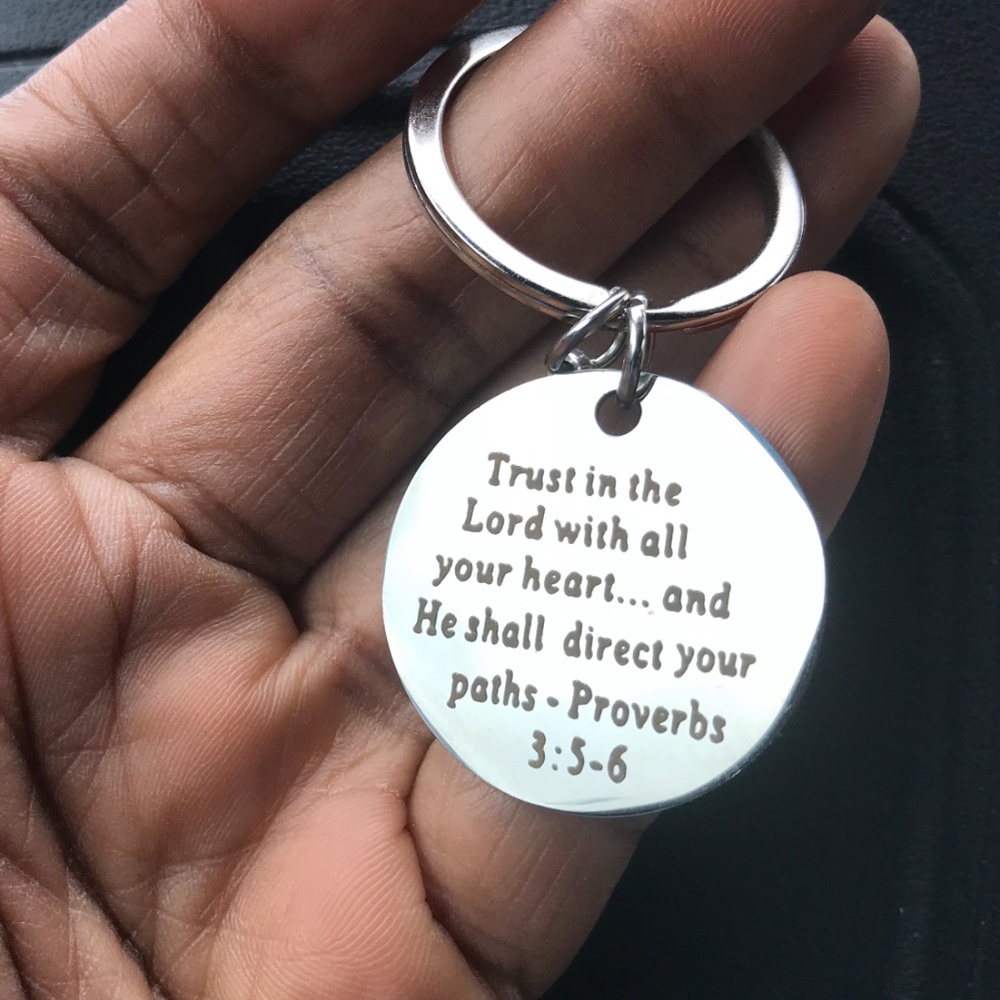 Trust in the
Lord with all
your heart... and
He shall direct your
paths - Proverbs
3:5-6